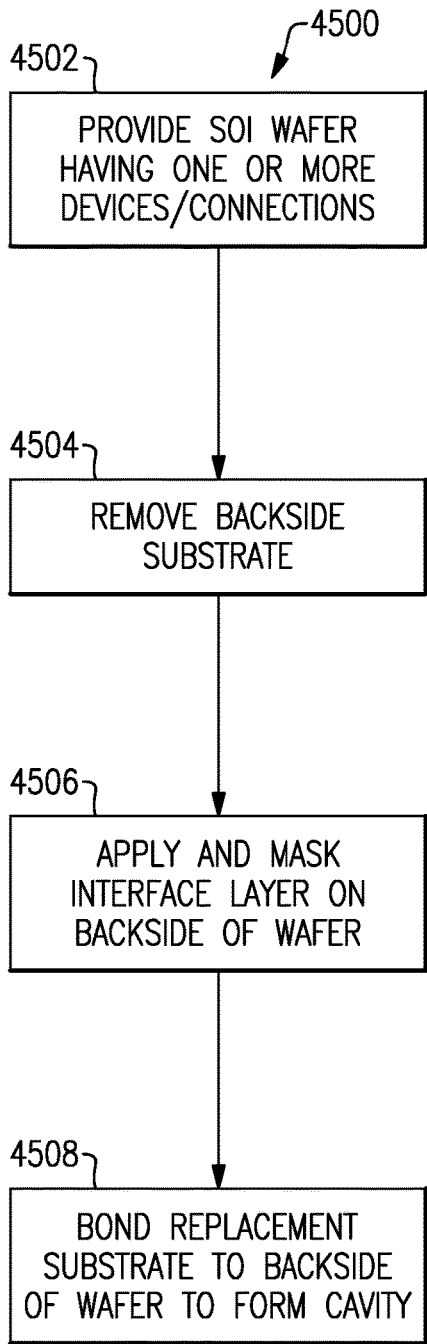 4500
4502
PROVIDE SOI WAFER
HAVING ONE OR MORE
DEVICES/CONNECTIONS
4504
REMOVE BACKSIDE
SUBSTRATE
4506
APPLY AND MASK
INTERFACE LAYER ON
BACKSIDE OF WAFER
4508
BOND REPLACEMENT
SUBSTRATE TO BACKSIDE
OF WAFER TO FORM CAVITY